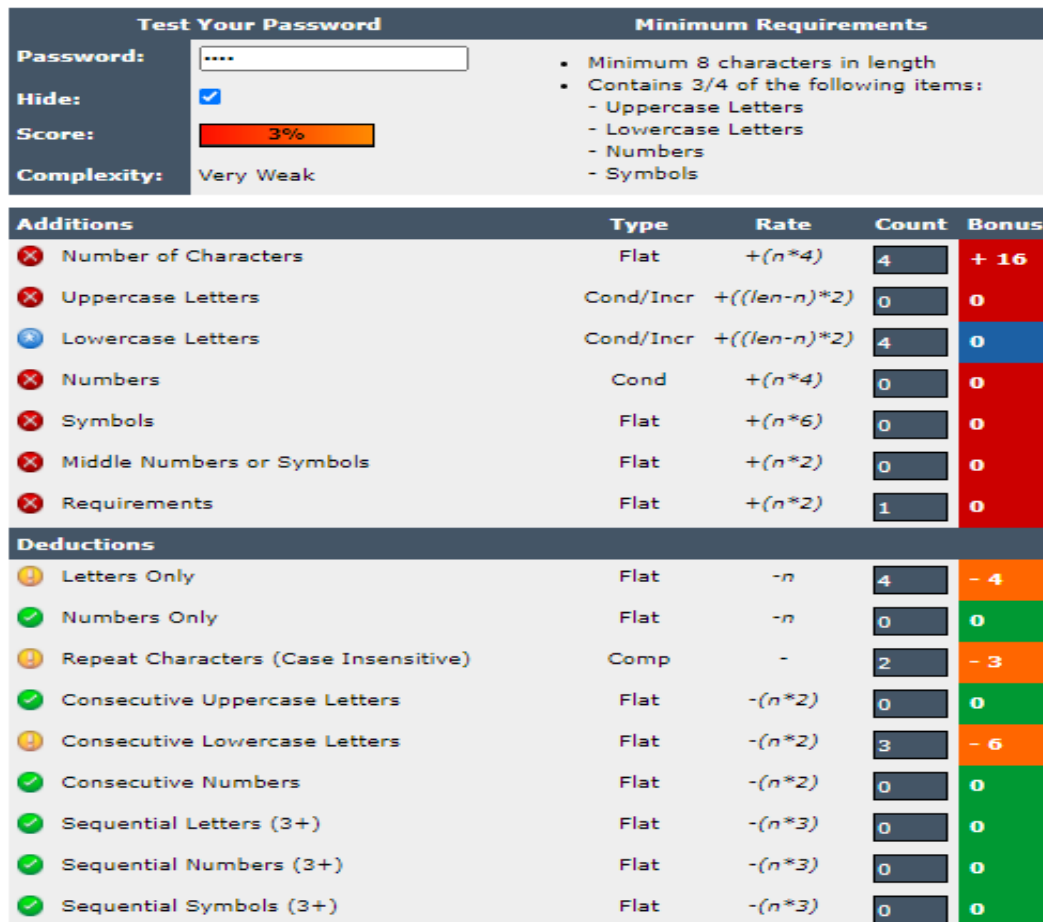 Test Your Password Minimum Requirements
Password: ••••
• Minimum 8 characters in length
• Contains 3/4 of the following items:
Hide:
- Uppercase Letters
- Lowercase Letters
Score: 3%
- Numbers
- Symbols
Complexity: Very Weak
Additions Type Rate Count Bonus
Number of Characters Flat +(n*4) 4 + 16
Uppercase Letters Cond/Incr +((len-n)*2) 0 0
Lowercase Letters Cond/Incr +((len-n)*2) 4 0
Numbers Cond +(n*4) 0 0
Symbols Flat +(n*6) 0 0
Middle Numbers or Symbols Flat +(n*2) 0 0
Requirements Flat +(n*2) 1 0
Deductions
Letters Only Flat -n 4 - 4
Numbers Only Flat -n 0 0
Repeat Characters (Case Insensitive) Comp - 2 - 3
Consecutive Uppercase Letters Flat -(n*2) 0 0
Consecutive Lowercase Letters Flat -(n*2) 3 - 6
Consecutive Numbers Flat -(n*2) 0 0
Sequential Letters (3+) Flat -(n*3) 0 0
Sequential Numbers (3+) Flat -(n*3) 0 0
Sequential Symbols (3+) Flat -(n*3) 0 0